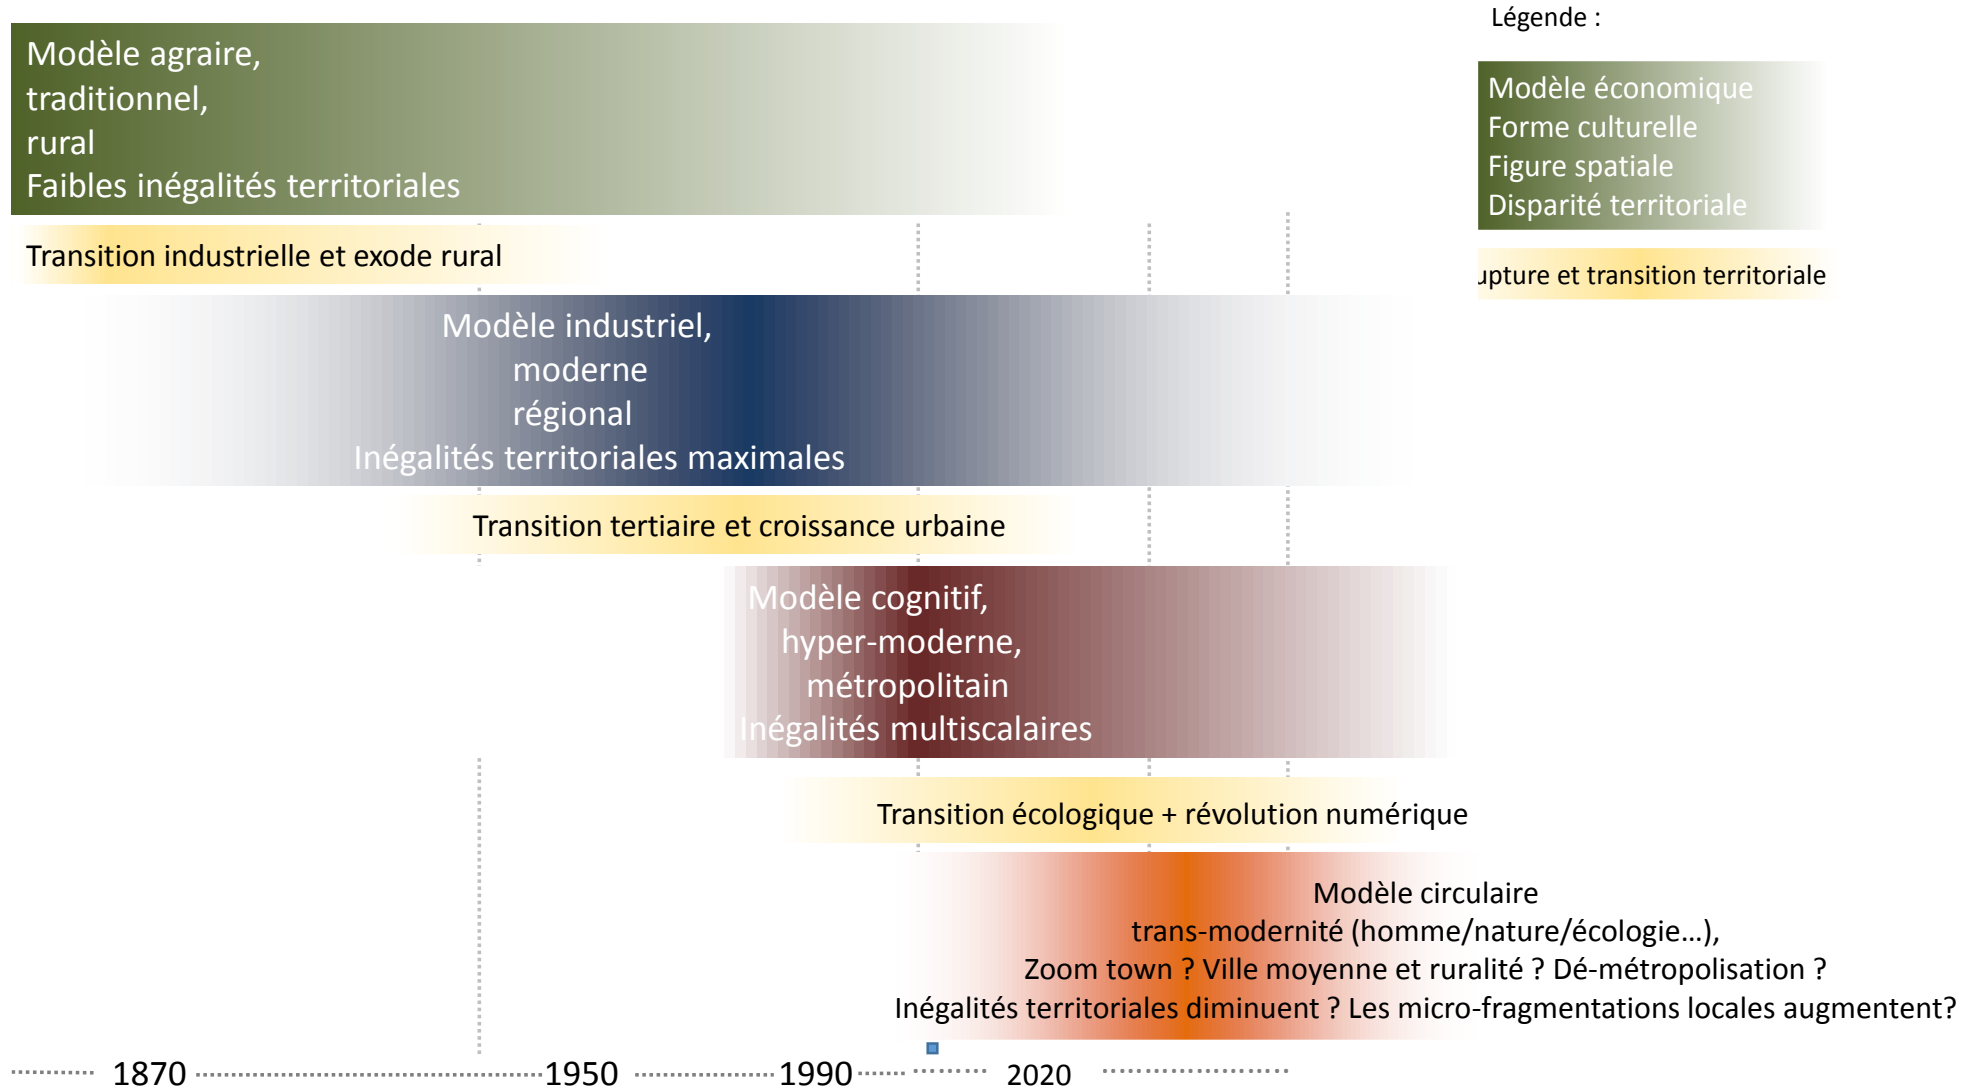 Légende :
Modèle agraire,
traditionnel,
rural
Faibles inégalités territoriales
Modèle économique
Forme culturelle
Figure spatiale
Disparité territoriale
Transition industrielle et exode rural
upture et transition territoriale
Modèle industriel,
moderne
régional
Inégalités territoriales maximales
Transition tertiaire et croissance urbaine
Modèle cognitif,
hyper-moderne,
métropolitain
Inégalités multiscalaires
Transition écologique + révolution numérique
Modèle circulaire
trans-modernité (homme/nature/écologie…),
Zoom town ? Ville moyenne et ruralité ? Dé-métropolisation ?
Inégalités territoriales diminuent ? Les micro-fragmentations locales augmentent?
1870 1950 1990 2020